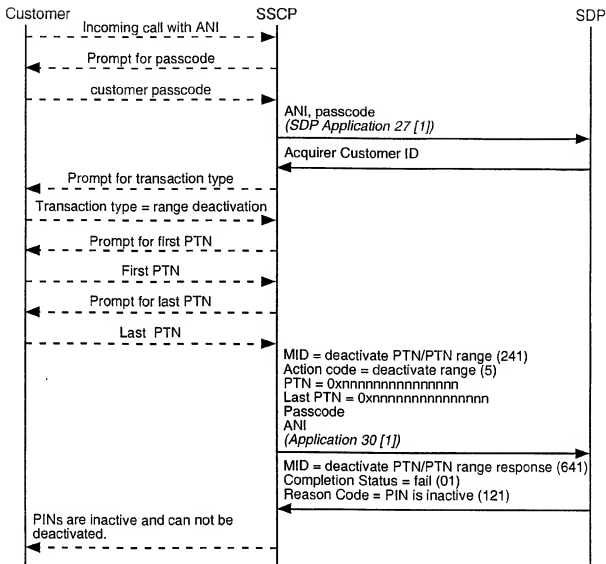 Customer
SSCP
SDP
Incoming call with ANI
Prompt for passcode
customer passcode
ANI, passcode
(SDP Application 27 [1])
Acquirer Customer ID
Prompt for transaction type
Transaction type = range deactivation
Prompt for first PTN
First PTN
Prompt for last PTN
Last PTN
MID = deactivate PTN/PTN range (241)
Action code = deactivate range (5)
PTN = 0xnnnnnnnnnnnnnnnn
Last PTN = 0xnnnnnnnnnnnnnnnn
Passcode
ANI
(Application 30 [1])
MID = deactivate PTN/PTN range response (641)
Completion Status = fail (01)
Reason Code = PIN is inactive (121)
PINs are inactive and can not be
deactivated.